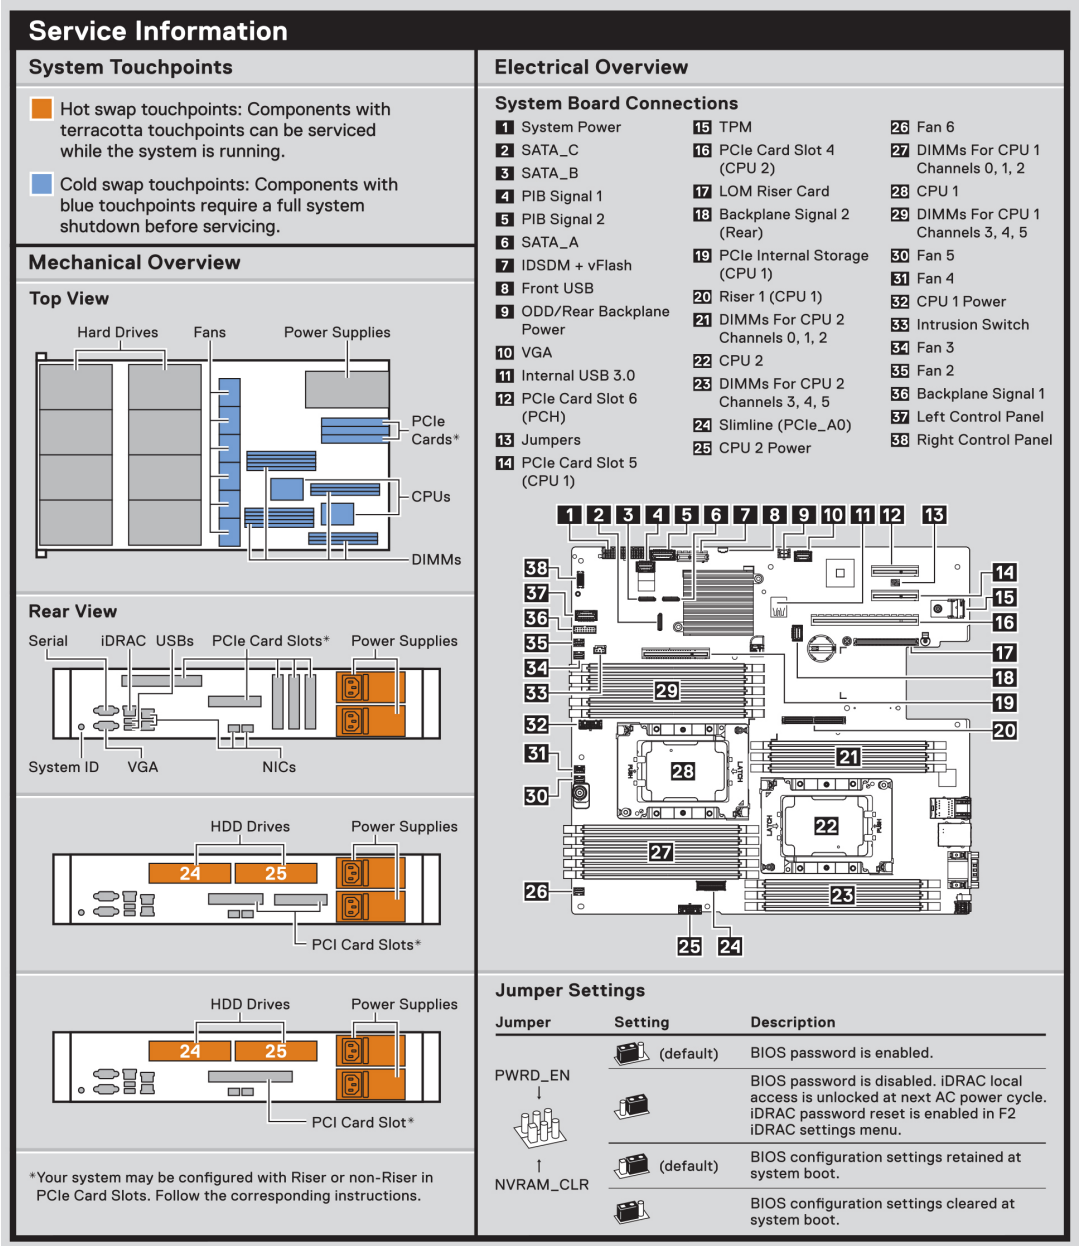 Service Information
System Touchpoints
Hot swap touchpoints: Components with
terracotta touchpoints can be serviced
while the system is running.
Cold swap touchpoints: Components with
blue touchpoints require a full system
shutdown before servicing.
Mechanical Overview
Top View
Hard Drives
Fans
Power Supplies
PCIe
Cards*
CPUs
DIMMs
Rear View
Serial
iDRAC
USBs
PCIe Card Slots*
Power Supplies
System ID
VGA
NICs
HDD Drives
Power Supplies
24
25
PCI Card Slots*
HDD Drives
Power Supplies
24
25
PCI Card Slot*
*Your system may be configured with Riser or non-Riser in
PCIe Card Slots. Follow the corresponding instructions.
Electrical Overview
System Board Connections
1 System Power
2 SATA_C
3 SATA_B
4 PIB Signal 1
5 PIB Signal 2
6 SATA_A
7 IDSDM + vFlash
8 Front USB
9 ODD/Rear Backplane
Power
10 VGA
11 Internal USB 3.0
12 PCIe Card Slot 6
(PCH)
13 Jumpers
14 PCIe Card Slot 5
(CPU 1)
15 TPM
16 PCIe Card Slot 4
(CPU 2)
17 LOM Riser Card
18 Backplane Signal 2
(Rear)
19 PCIe Internal Storage
(CPU 1)
20 Riser 1 (CPU 1)
21 DIMMs For CPU 2
Channels 0, 1, 2
22 CPU 2
23 DIMMs For CPU 2
Channels 3, 4, 5
24 Slimline (PCIe_A0)
25 CPU 2 Power
26 Fan 6
27 DIMMs For CPU 1
Channels 0, 1, 2
28 CPU 1
29 DIMMs For CPU 1
Channels 3, 4, 5
30 Fan 5
31 Fan 4
32 CPU 1 Power
33 Intrusion Switch
34 Fan 3
35 Fan 2
36 Backplane Signal 1
37 Left Control Panel
38 Right Control Panel
1 2 3 4 5 6 7 8 9 10 11 12 13
38
37
36
35
34
33
32
31
30
26
14
15
16
17
18
19
20
29
28
PUSH
LATCH
21
22
LATCH
PUSH
27
23
25
24
Jumper Settings
Jumper
Setting
Description
PWRD_EN
NVRAM_CLR
(default)
BIOS password is enabled.
BIOS password is disabled. iDRAC local
access is unlocked at next AC power cycle.
iDRAC password reset is enabled in F2
iDRAC settings menu.
(default)
BIOS configuration settings retained at
system boot.
BIOS configuration settings cleared at
system boot.